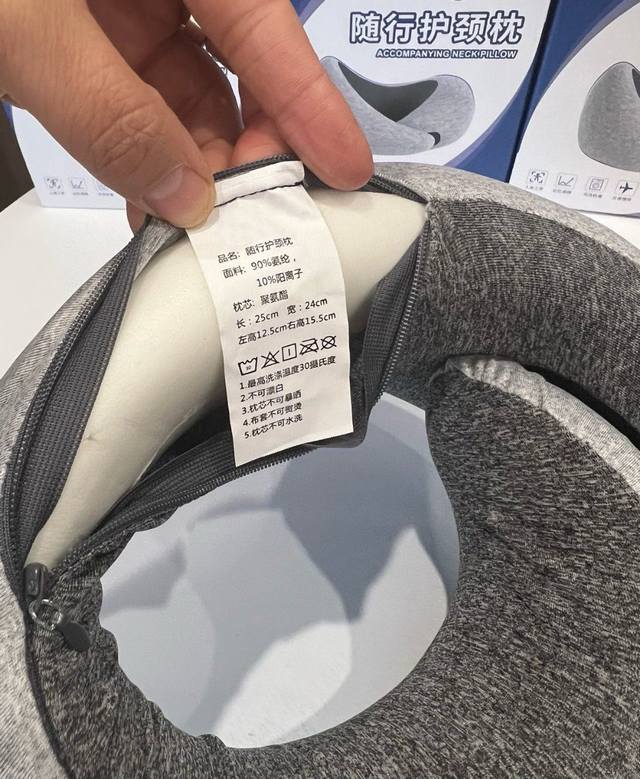 随行护颈枕
ACCOMPANYING NECK PILLOW
品名: 随行护颈枕
面料: 90%氨纶,
10%阳离子
枕芯: 聚氨酯
长: 25cm 宽: 24cm
左高12.5cm右高15.5cm
1.最高洗涤温度30摄氏度
2.不可漂白
3.枕芯不可暴晒
4.布套不可熨烫
5.枕芯不可水洗